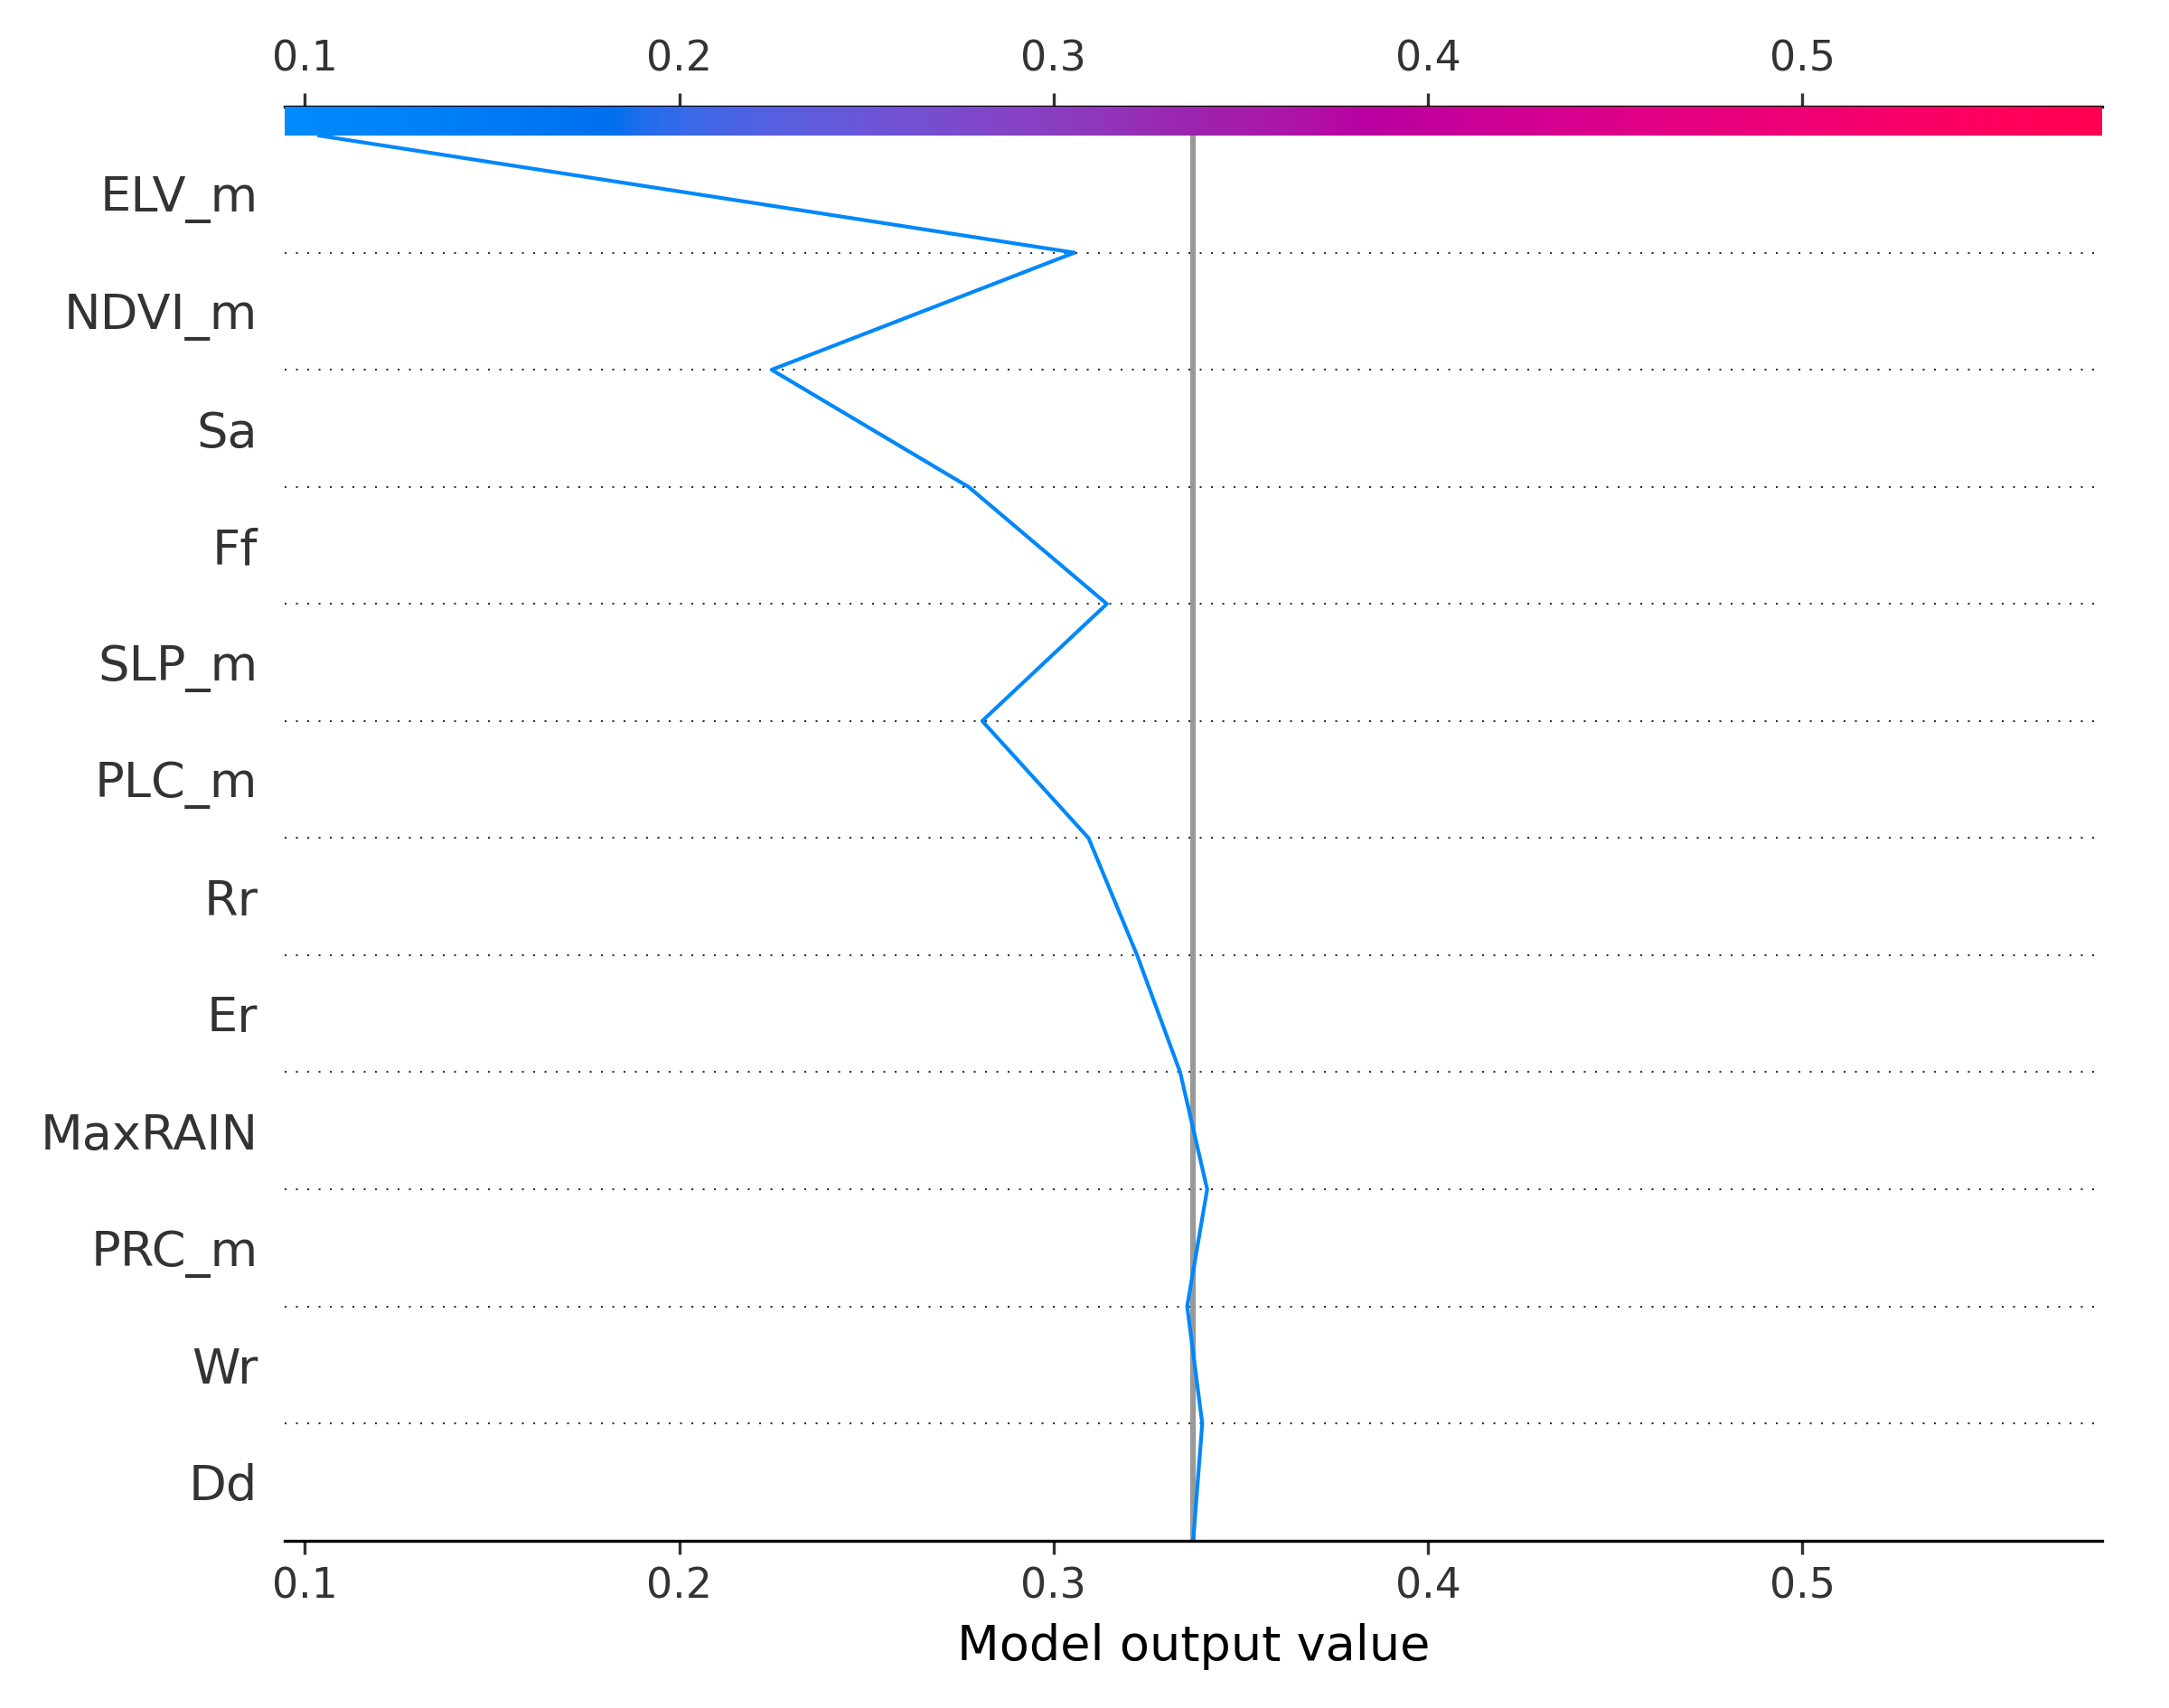 0.1 0.2 0.3 0.4 0.5
ELV_m
NDVI_m
Sa
Ff
SLP_m
PLC_m
Rr
Er
MaxRAIN
PRC_m
Wr
Dd
0.1 0.2 0.3 0.4 0.5
Model output value